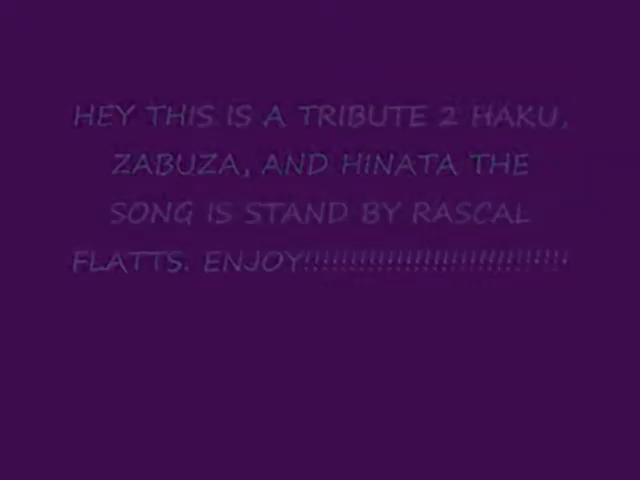 HEY THIS IS A TRIBUTE 2 HAKU,
ZABUZA, AND HINATA THE
SONG IS STAND BY RASCAL
FLATTS. ENJOY!!!!!!!!!!!!!!!!!!!!!!!!!!!!!!